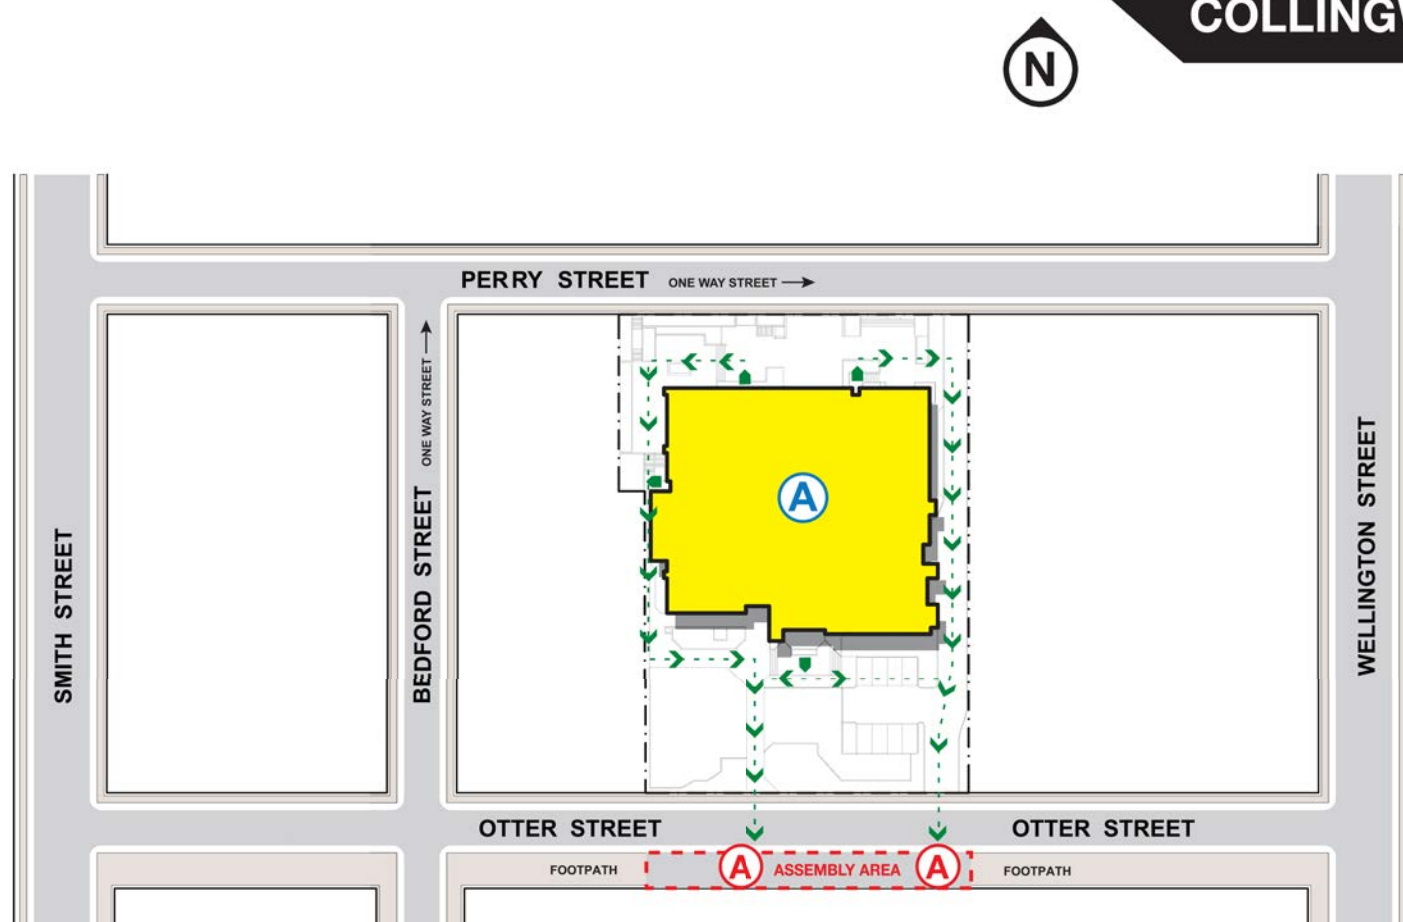 COLLINGW
N
PERRY STREET ONE WAY STREET
BEDFORD STREET ONE WAY STREET
SMITH STREET
WELLINGTON STREET
A
OTTER STREET
OTTER STREET
FOOTPATH
A ASSEMBLY AREA A
FOOTPATH